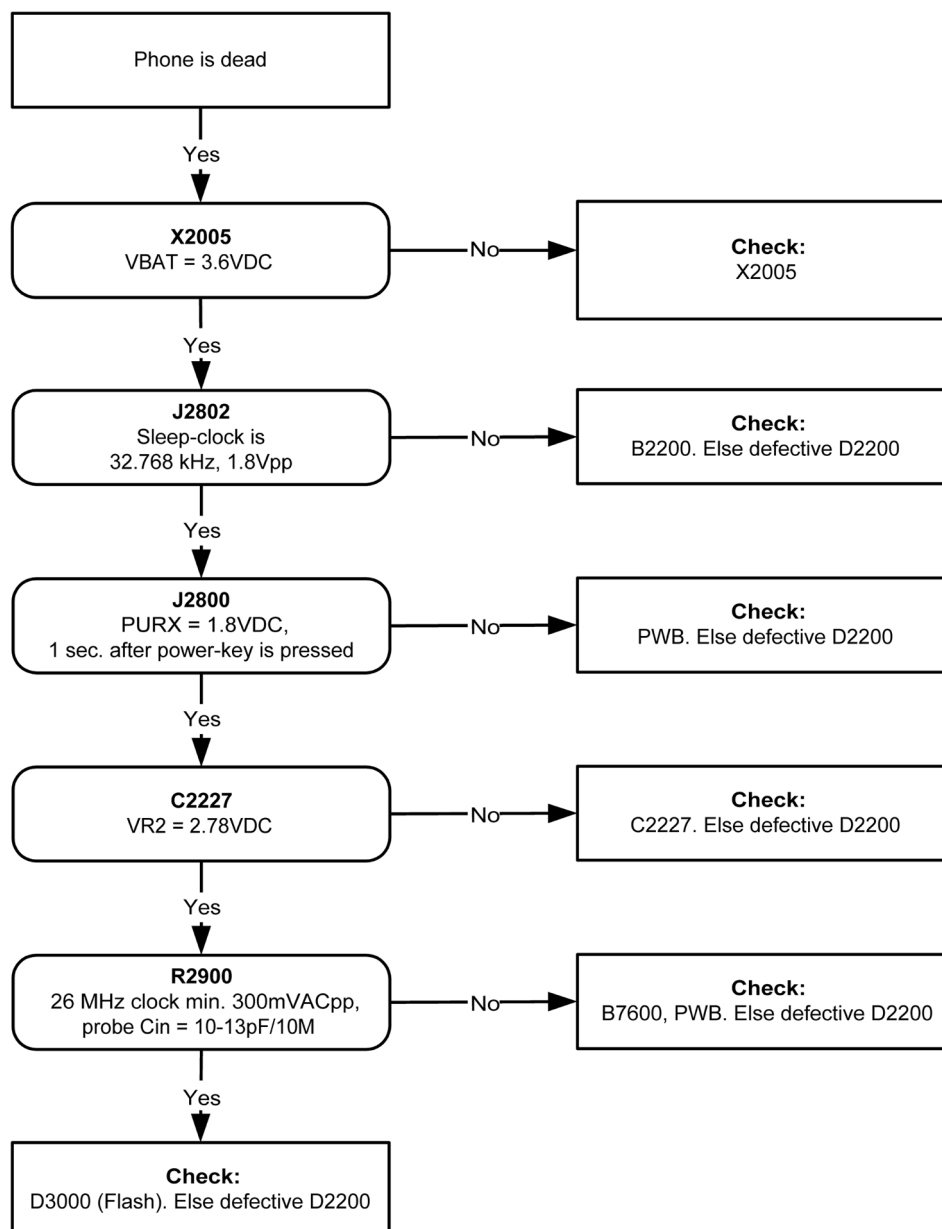 Phone is dead
Yes
X2005
VBAT = 3.6VDC
No
Check:
X2005
Yes
J2802
Sleep-clock is
32.768 kHz, 1.8Vpp
No
Check:
B2200. Else defective D2200
Yes
J2800
PURX = 1.8VDC,
1 sec. after power-key is pressed
No
Check:
PWB. Else defective D2200
Yes
C2227
VR2 = 2.78VDC
No
Check:
C2227. Else defective D2200
Yes
R2900
26 MHz clock min. 300mVACpp,
probe Cin = 10-13pF/10M
No
Check:
B7600, PWB. Else defective D2200
Yes
Check:
D3000 (Flash). Else defective D2200